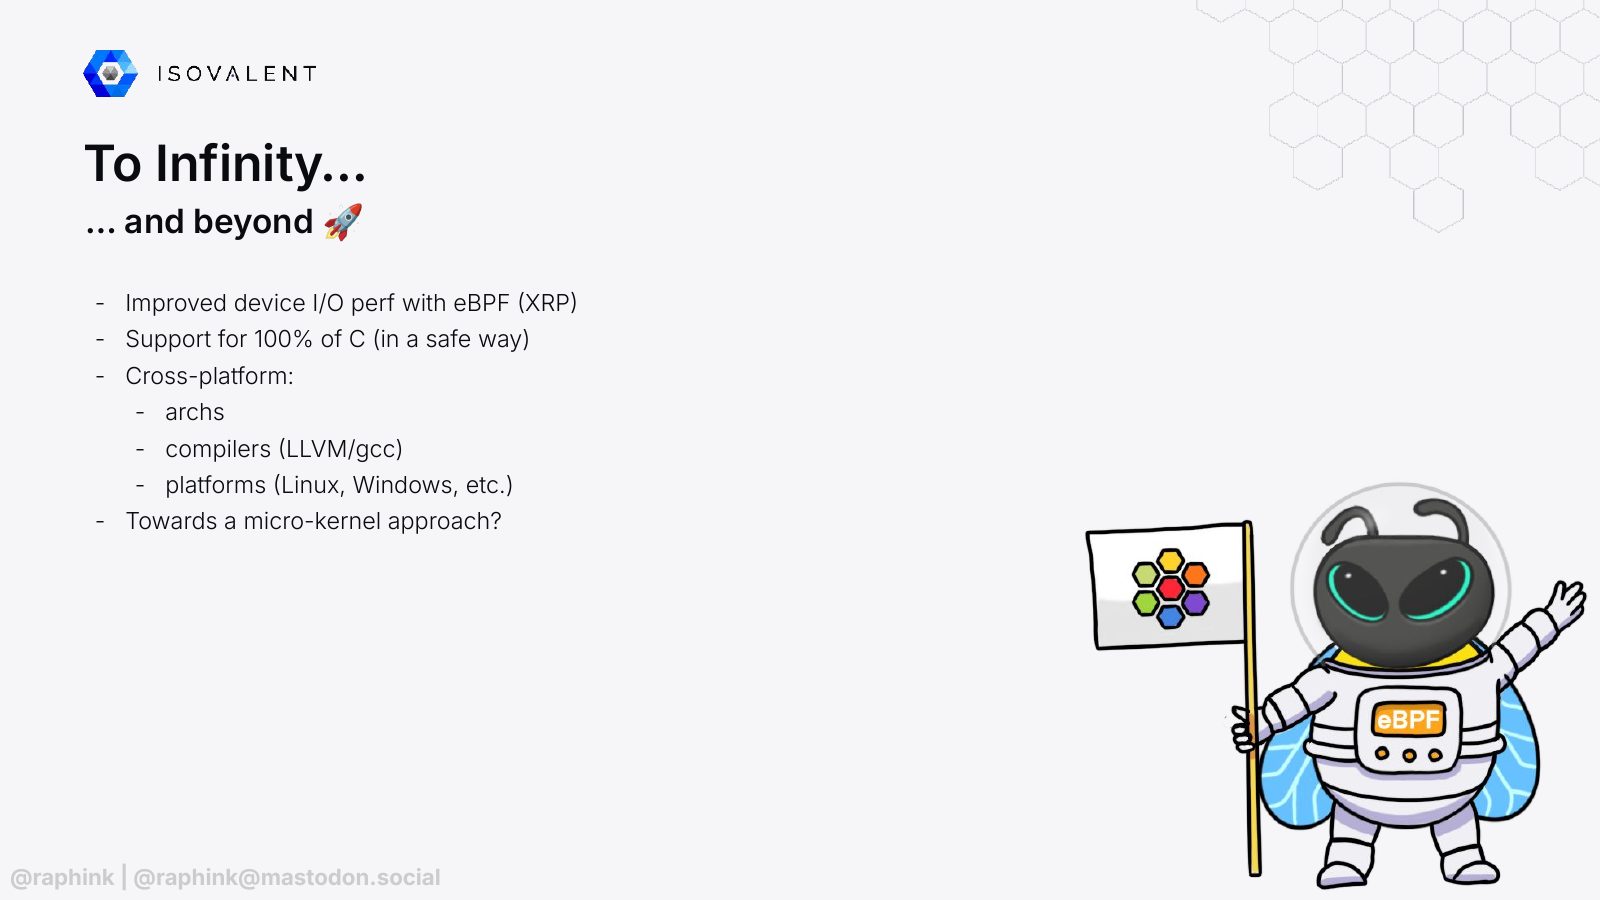 ISOVALENT
To Infinity...
... and beyond 🚀
- Improved device I/O perf with eBPF (XRP)
- Support for 100% of C (in a safe way)
- Cross-platform:
- archs
- compilers (LLVM/gcc)
- platforms (Linux, Windows, etc.)
- Towards a micro-kernel approach?
eBPF
@raphink | @raphink@mastodon.social